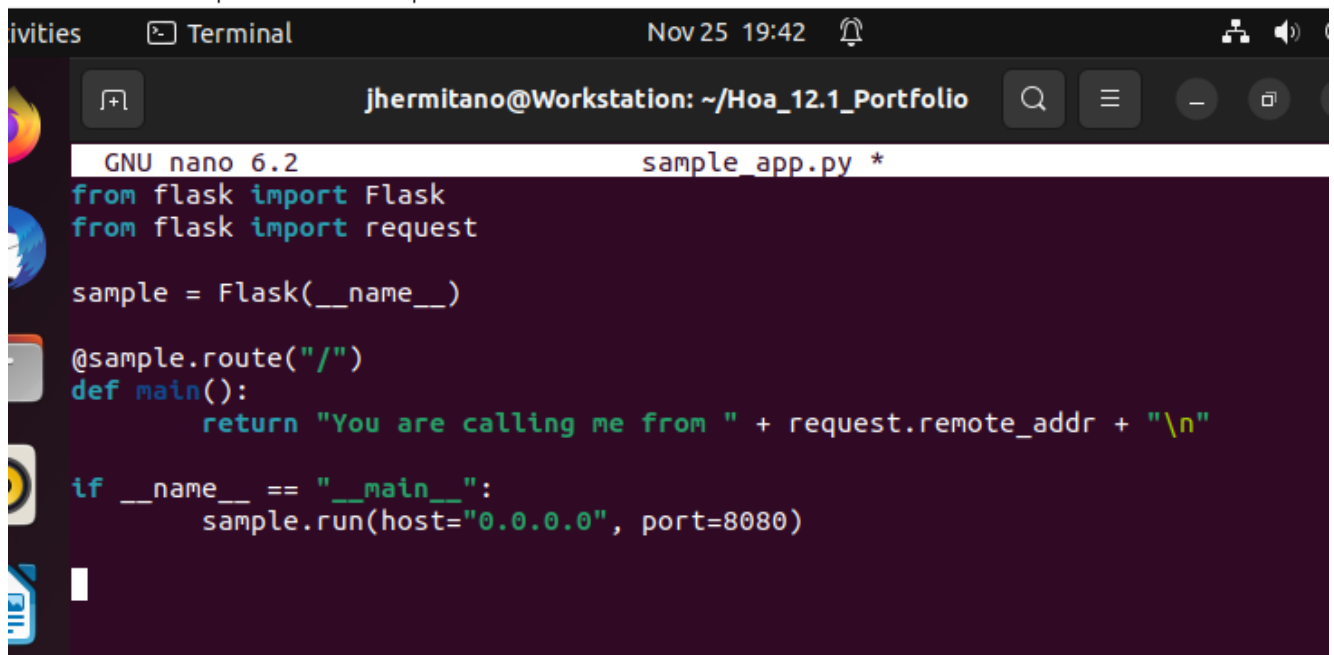 ivities Terminal Nov 25 19:42
jhermitano@Workstation: ~/Hoa_12.1_Portfolio
GNU nano 6.2 sample_app.py *
from flask import Flask
from flask import request
sample = Flask(__name__)
@sample.route("/")
def main():
return "You are calling me from " + request.remote_addr + "\n"
if __name__ == "__main__":
sample.run(host="0.0.0.0", port=8080)